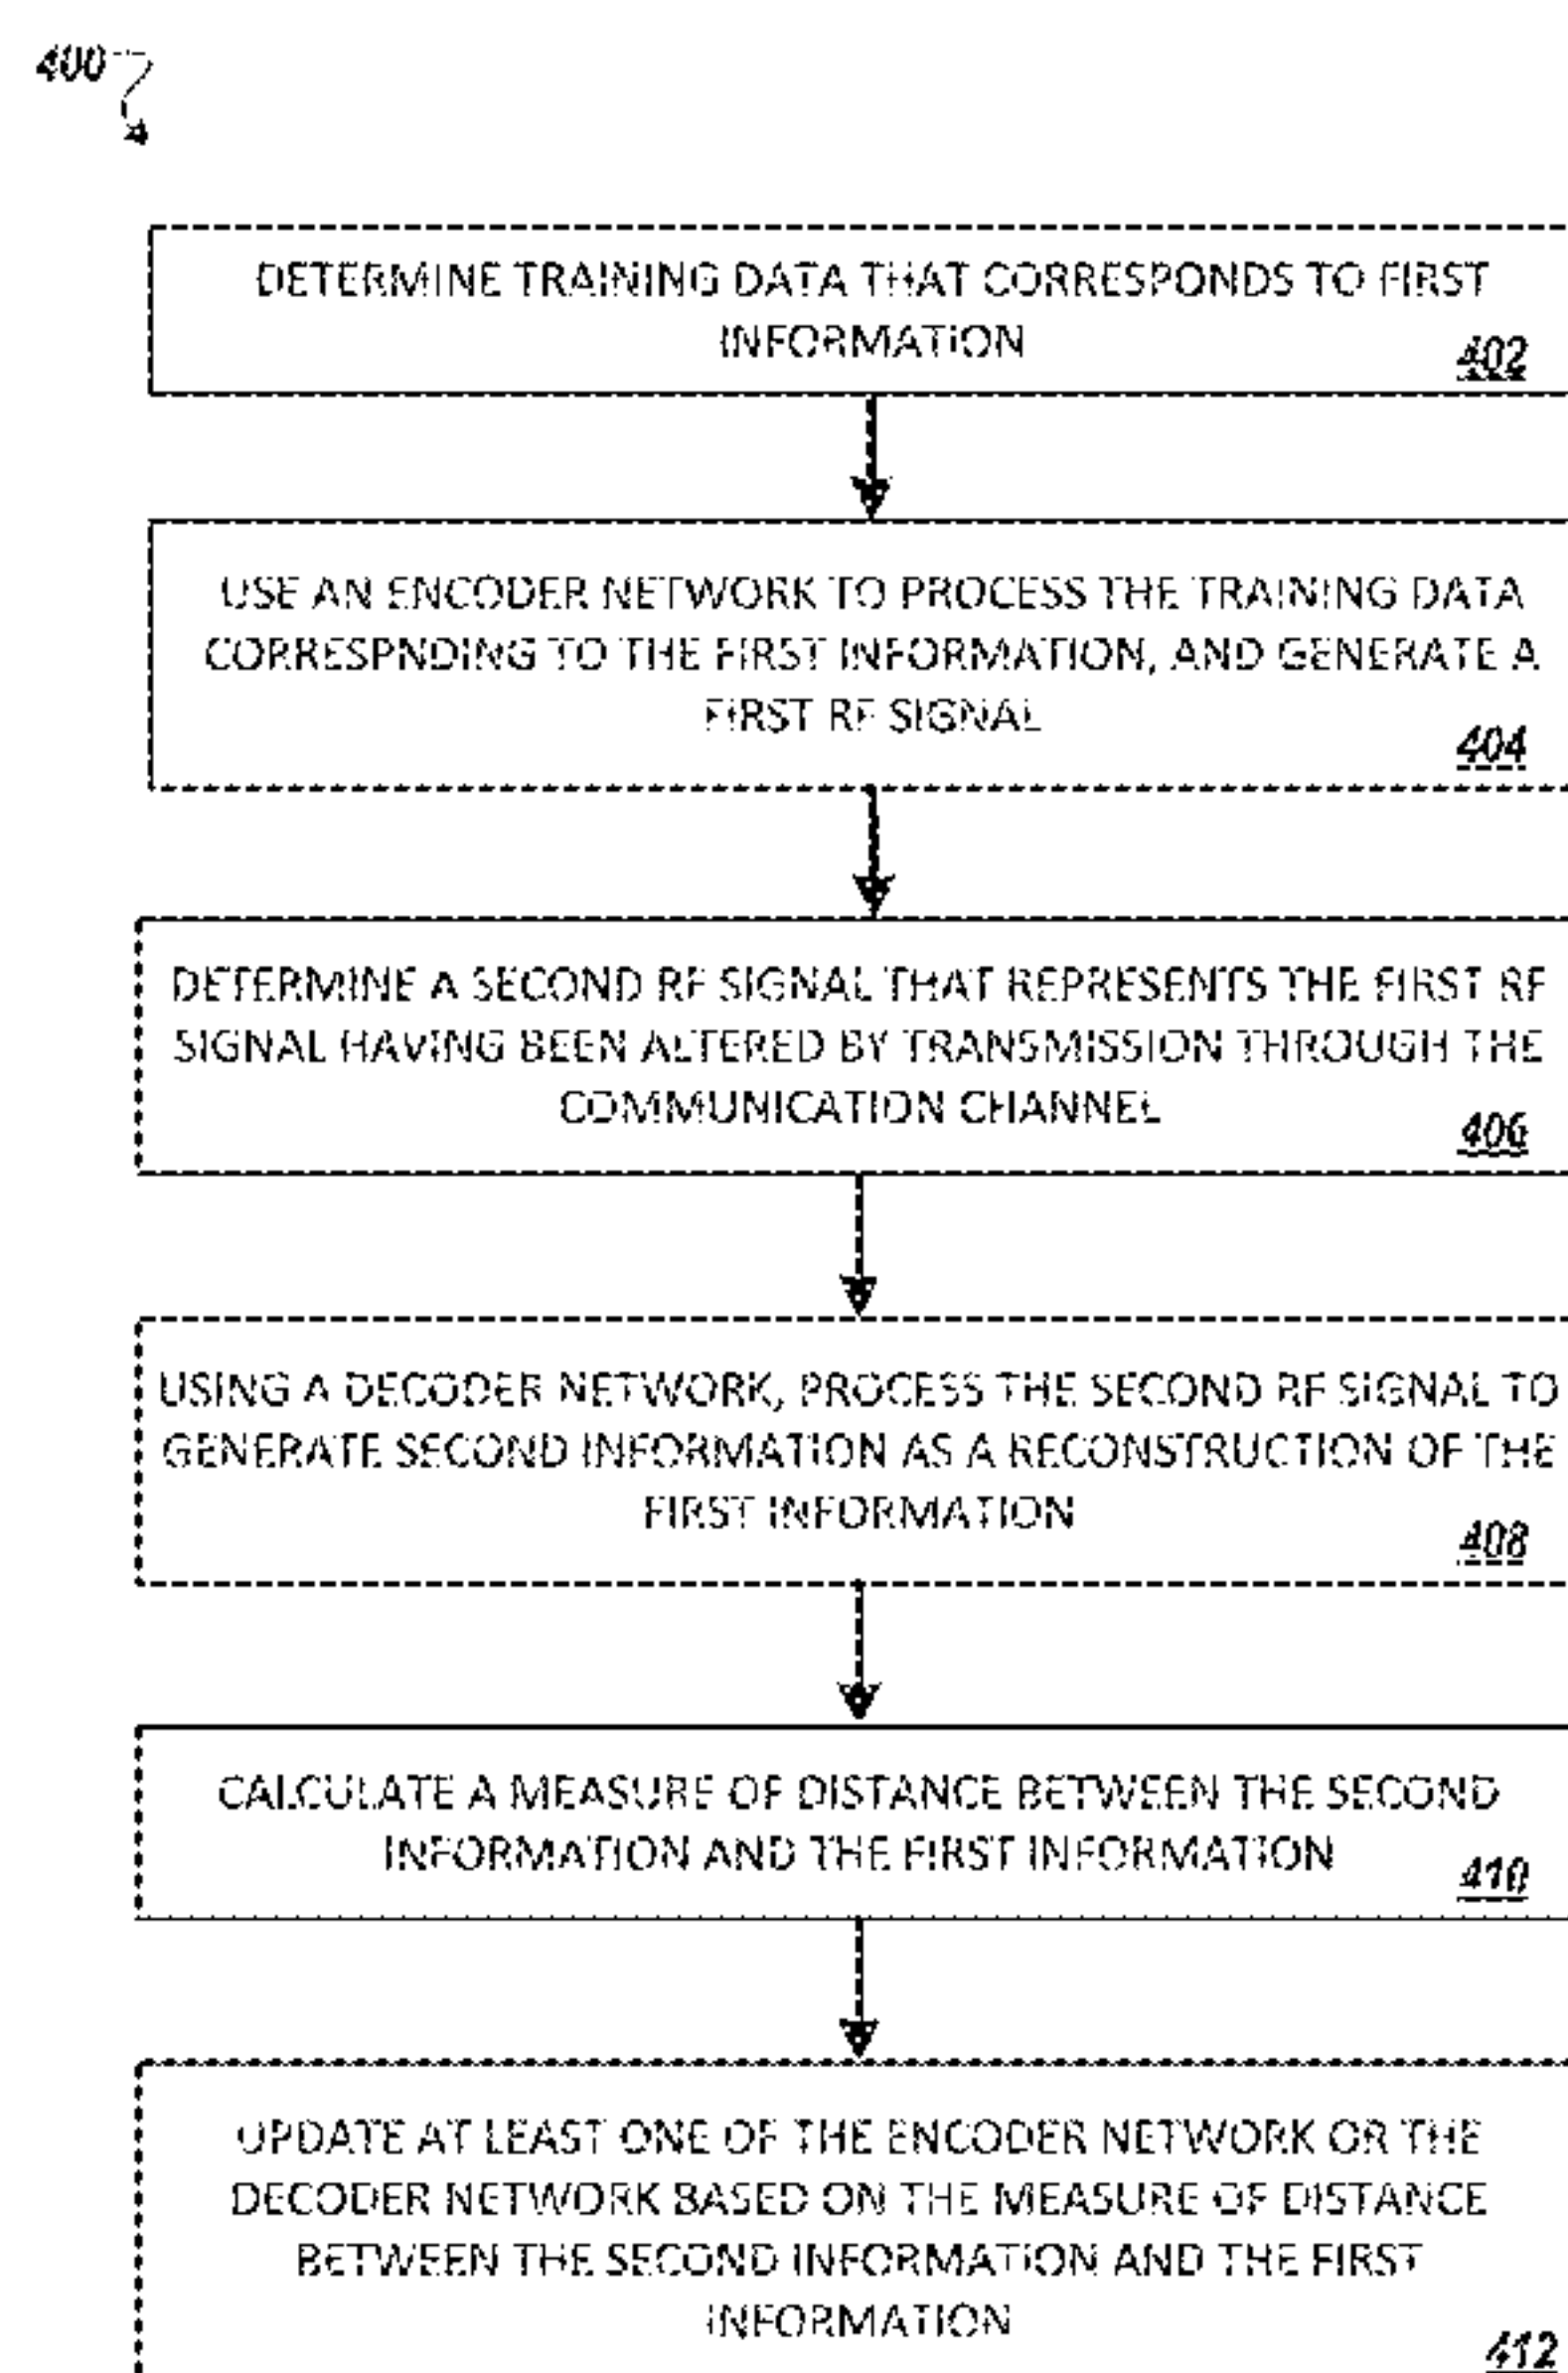 400
DETERMINE TRAINING DATA THAT CORRESPONDS TO FIRST
INFORMATION
402
USE AN ENCODER NETWORK TO PROCESS THE TRAINING DATA
CORRESPNDING TO THE FIRST INFORMATION, AND GENERATE A
FIRST RF SIGNAL
404
DETERMINE A SECOND RF SIGNAL THAT REPRESENTS THE FIRST RF
SIGNAL HAVING BEEN ALTERED BY TRANSMISSION THROUGH THE
COMMUNICATION CHANNEL
406
USING A DECODER NETWORK, PROCESS THE SECOND RF SIGNAL TO
GENERATE SECOND INFORMATION AS A RECONSTRUCTION OF THE
FIRST INFORMATION
408
CALCULATE A MEASURE OF DISTANCE BETWEEN THE SECOND
INFORMATION AND THE FIRST INFORMATION
410
UPDATE AT LEAST ONE OF THE ENCODER NETWORK OR THE
DECODER NETWORK BASED ON THE MEASURE OF DISTANCE
BETWEEN THE SECOND INFORMATION AND THE FIRST
INFORMATION
412